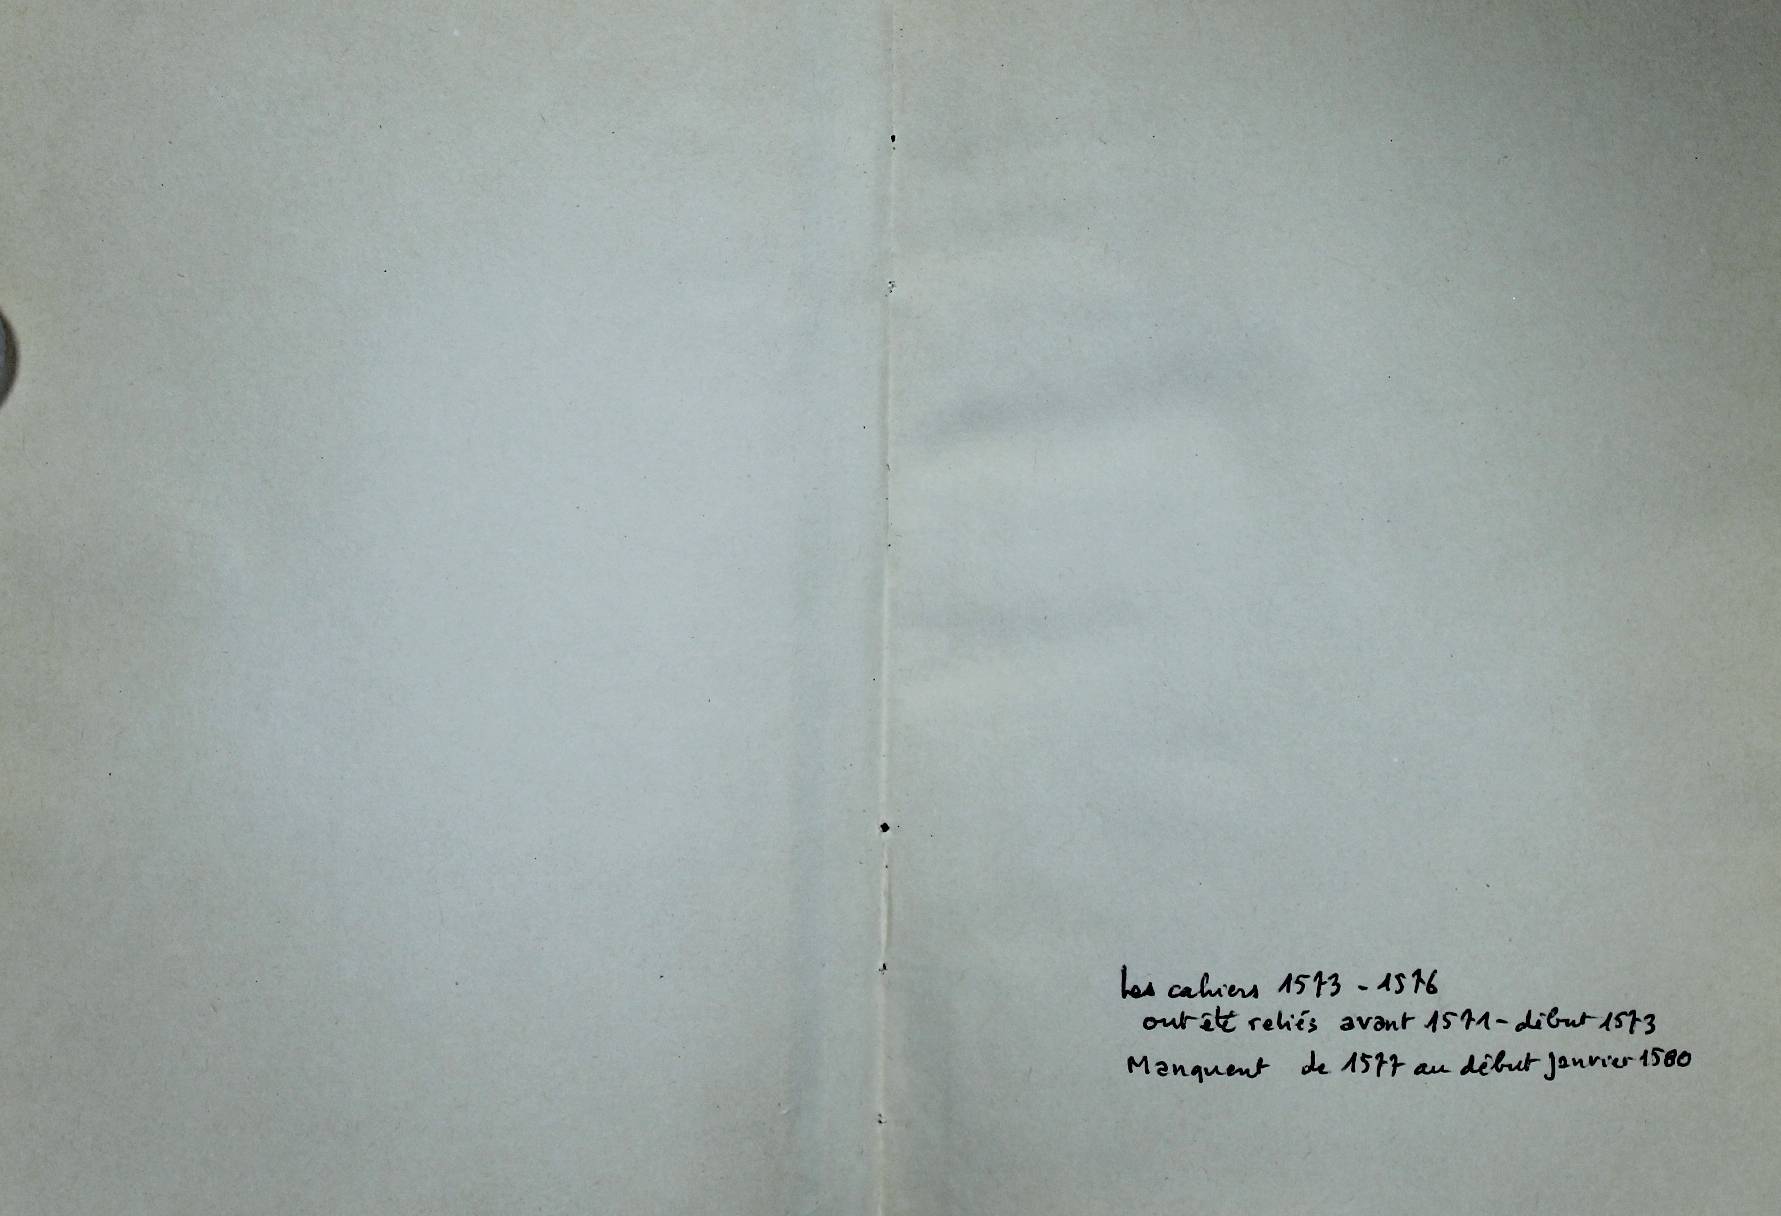 Les cahiers 1573 - 1576
ont été reliés avant 1571 - début 1573
Manquent de 1577 au début Janvier 1580